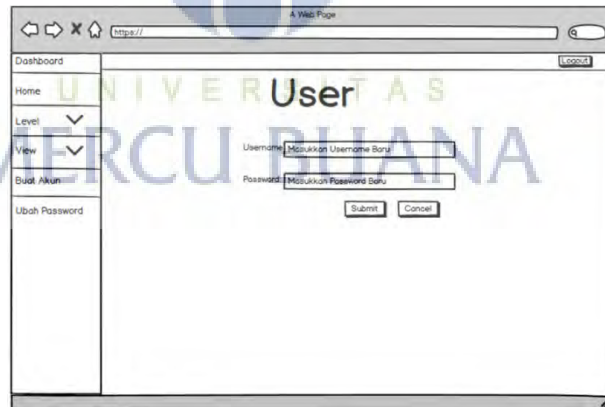 A Web Page
https://
Dashboard
Logout
Home
User
UNIVERSITAS
Level
MERCU BUANA
View
Username: Masukkan Username Baru
Buat Akun
Password: Masukkan Password Baru
Ubah Password
Submit Cancel